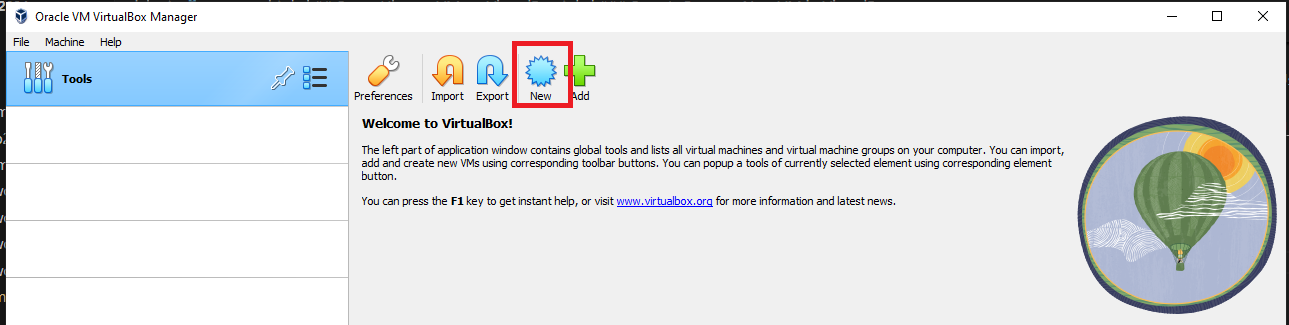 Oracle VM VirtualBox Manager
File Machine Help
Tools
Preferences Import Export New Add
Welcome to VirtualBox!
The left part of application window contains global tools and lists all virtual machines and virtual machine groups on your computer. You can import,
add and create new VMs using corresponding toolbar buttons. You can popup a tools of currently selected element using corresponding element
button.
You can press the F1 key to get instant help, or visit www.virtualbox.org for more information and latest news.